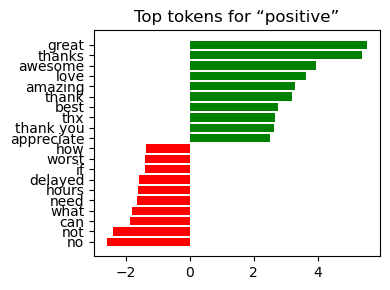 Top tokens for “positive”
great
thanks
awesome
love
amazing
thank
best
thx
thank you
appreciate
how
worst
if
delayed
hours
need
what
can
not
no
−2 0 2 4